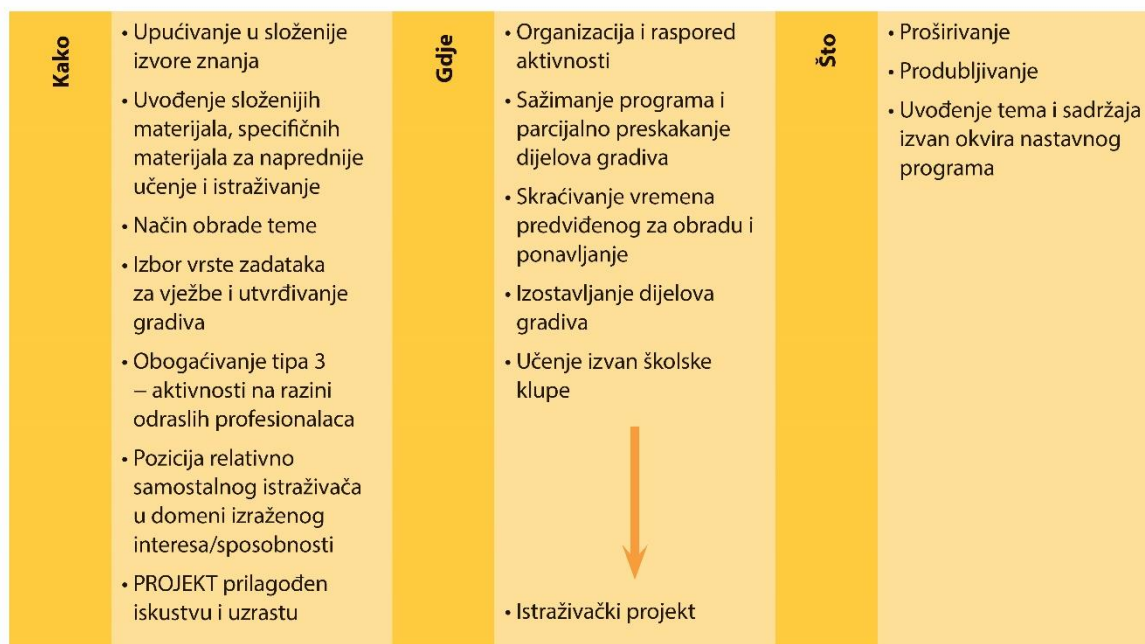 Kako
• Upućivanje u složenije
izvore znanja
• Uvođenje složenijih
materijala, specifičnih
materijala za naprednije
učenje i istraživanje
• Način obrade teme
• Izbor vrste zadataka
za vježbe i utvrđivanje
gradiva
• Obogaćivanje tipa 3
– aktivnosti na razini
odraslih profesionalaca
• Pozicija relativno
samostalnog istraživača
u domeni izraženog
interesa/sposobnosti
• PROJEKT prilagođen
iskustvu i uzrastu
Gdje
• Organizacija i raspored
aktivnosti
• Sažimanje programa i
parcijalno preskakanje
dijelova gradiva
• Skraćivanje vremena
predviđenog za obradu i
ponavljanje
• Izostavljanje dijelova
gradiva
• Učenje izvan školske
klupe
• Istraživački projekt
Što
• Proširivanje
• Produbljivanje
• Uvođenje tema i sadržaja
izvan okvira nastavnog
programa